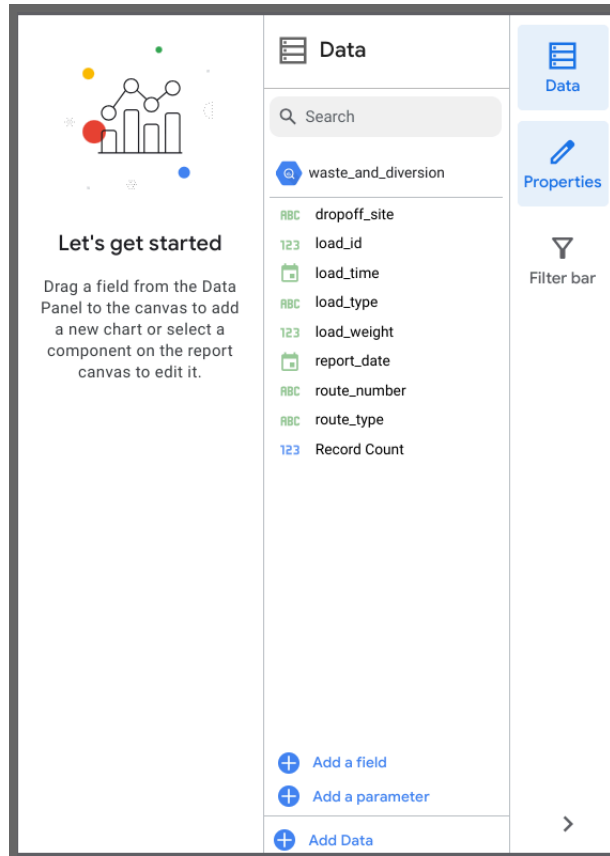 Let's get started
Drag a field from the Data
Panel to the canvas to add
a new chart or select a
component on the report
canvas to edit it.
Data
Search
waste_and_diversion
ABC dropoff_site
123 load_id
load_time
ABC load_type
123 load_weight
report_date
ABC route_number
ABC route_type
123 Record Count
Add a field
Add a parameter
Add Data
Data
Properties
Filter bar